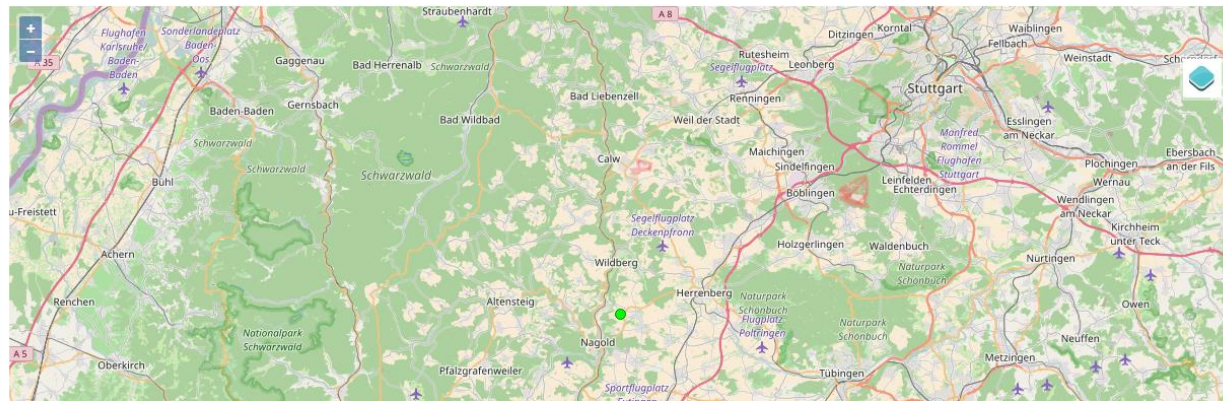 +
−
Flughafen
Karlsruhe/
Baden-
Baden
A 35
Sonderlandeplatz
Baden-
Oos
Gaggenau
Straubenhardt
Bad Herrenalb
Schwarzwald
A 8
Ditzingen
Korntal
Waiblingen
Fellbach
Weinstadt
Rutesheim
Leonberg
Segelflugplatz
Renningen
Stuttgart
Baden-Baden
Gernsbach
Bad Wildbad
Bad Liebenzell
Weil der Stadt
Esslingen
am Neckar
Schwarzwald
Schwarzwald
Schwarzwald
Calw
Maichingen
Sindelfingen
Manfred
Rommel
Flughafen
Stuttgart
Ebersbach
an der Fils
Plochingen
Wernau
Bühl
Böblingen
Leinfelden
Echterdingen
Wendlingen
am Neckar
u-Freistett
Segelflugplatz
Deckenpfronn
Holzgerlingen
Waldenbuch
Kirchheim
unter Teck
Achern
Wildberg
Naturpark
Schönbuch
Nürtingen
Renchen
Altensteig
Herrenberg
Naturpark
Schönbuch
Owen
Nationalpark
Schwarzwald
Nagold
Flugplatz
Poltringen
Naturpark
Schönbuch
Neuffen
A 5
Oberkirch
Pfalzgrafenweiler
Tübingen
Metzingen
Sportflugplatz